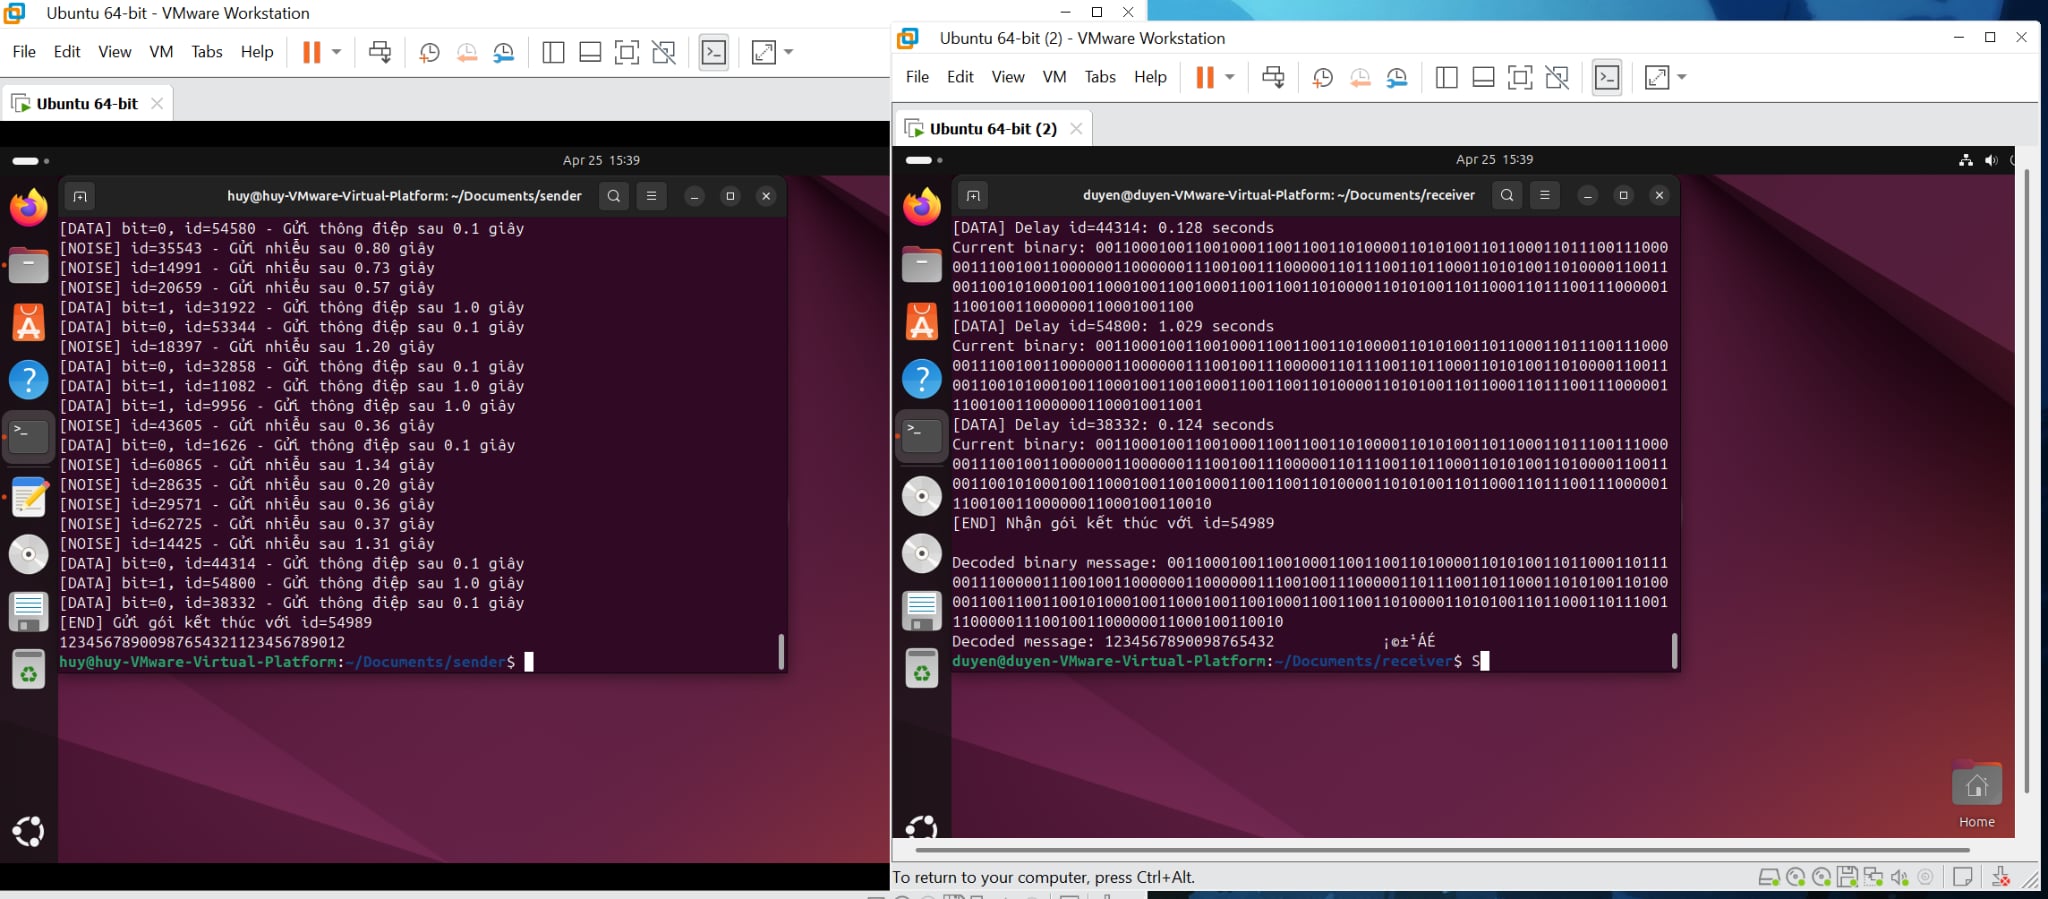 Ubuntu 64-bit - VMware Workstation
File Edit View VM Tabs Help
Ubuntu 64-bit
Apr 25 15:39
huy@huy-VMware-Virtual-Platform: ~/Documents/sender
[DATA] bit=0, id=54580 - Gửi thông điệp sau 0.1 giây
[NOISE] id=35543 - Gửi nhiễu sau 0.80 giây
[NOISE] id=14991 - Gửi nhiễu sau 0.73 giây
[NOISE] id=20659 - Gửi nhiễu sau 0.57 giây
[DATA] bit=1, id=31922 - Gửi thông điệp sau 1.0 giây
[DATA] bit=0, id=53344 - Gửi thông điệp sau 0.1 giây
[NOISE] id=18397 - Gửi nhiễu sau 1.20 giây
[DATA] bit=0, id=32858 - Gửi thông điệp sau 0.1 giây
[DATA] bit=1, id=11082 - Gửi thông điệp sau 1.0 giây
[DATA] bit=1, id=9956 - Gửi thông điệp sau 1.0 giây
[NOISE] id=43605 - Gửi nhiễu sau 0.36 giây
[DATA] bit=0, id=1626 - Gửi thông điệp sau 0.1 giây
[NOISE] id=60865 - Gửi nhiễu sau 1.34 giây
[NOISE] id=28635 - Gửi nhiễu sau 0.20 giây
[NOISE] id=29571 - Gửi nhiễu sau 0.36 giây
[NOISE] id=62725 - Gửi nhiễu sau 0.37 giây
[NOISE] id=14425 - Gửi nhiễu sau 1.31 giây
[DATA] bit=0, id=44314 - Gửi thông điệp sau 0.1 giây
[DATA] bit=1, id=54800 - Gửi thông điệp sau 1.0 giây
[DATA] bit=0, id=38332 - Gửi thông điệp sau 0.1 giây
[END] Gửi gói kết thúc với id=54989
12345678900987654321123456789012
huy@huy-VMware-Virtual-Platform:~/Documents/sender$
Ubuntu 64-bit (2) - VMware Workstation
File Edit View VM Tabs Help
Ubuntu 64-bit (2)
Apr 25 15:39
duyen@duyen-VMware-Virtual-Platform: ~/Documents/receiver
[DATA] Delay id=44314: 0.128 seconds
Current binary:
1100100110000000110001001100
[DATA] Delay id=54800: 1.029 seconds
Current binary:
11001001100000001100010011001
[DATA] Delay id=38332: 0.124 seconds
Current binary:
110010011000000011000100110010
[END] Nhận gói kết thúc với id=54989
Decoded binary message:
Decoded message: 1234567890098765432 ¡©±¹ÁÉ
duyen@duyen-VMware-Virtual-Platform:~/Documents/receiver$ S
Home
To return to your computer, press Ctrl+Alt.